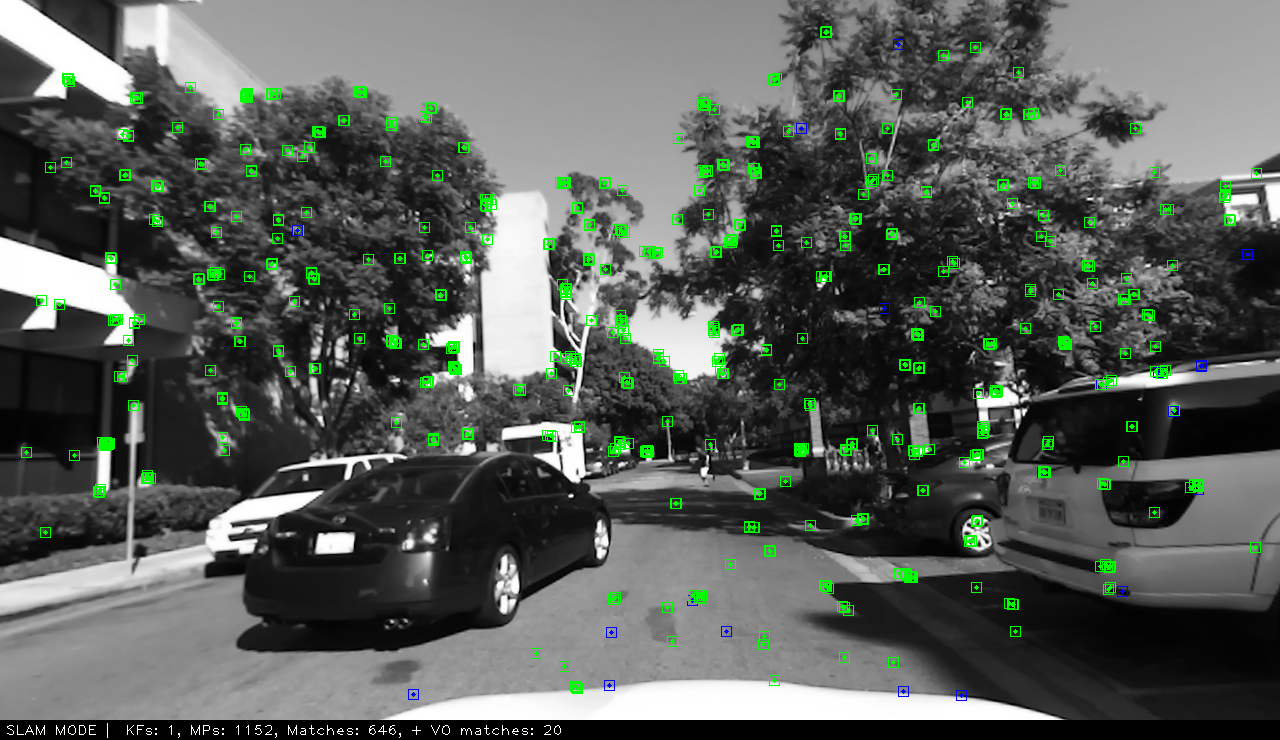 SLAM MODE | KFs: 1, MPs: 1152, Matches: 646, + VO matches: 20